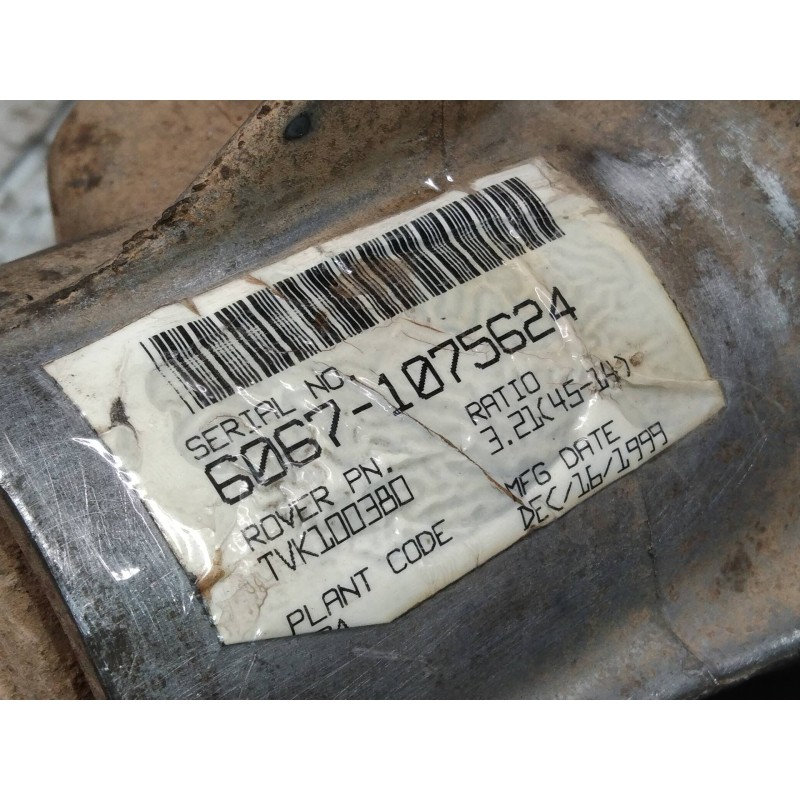 SERIAL NO.
6067-1075624
ROVER PN.
TVK100380
RATIO
3.21(45-14)
PLANT CODE
MFG DATE
DEC/16/1999